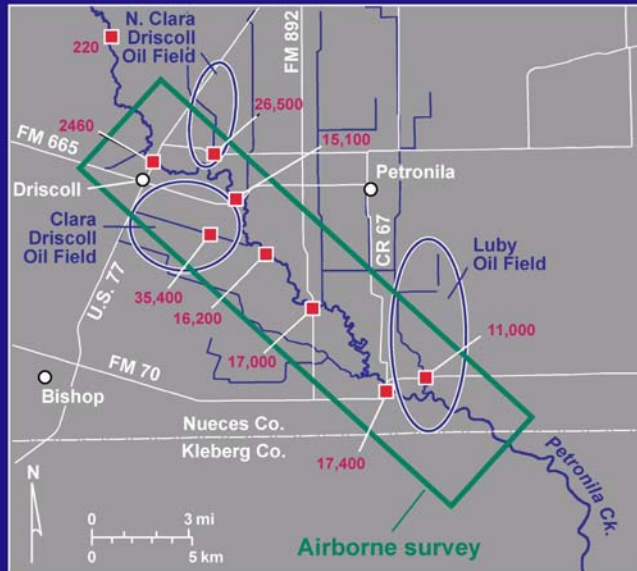 N. Clara
Driscoll
Oil Field
FM 892
220
26,500
2460
15,100
FM 665
Driscoll
Petronila
Clara
Driscoll
Oil Field
CR 67
Luby
Oil Field
U.S. 77
35,400
16,200
17,000
11,000
FM 70
Bishop
Nueces Co.
Kleberg Co.
17,400
Petronila Ck.
N
0 3 mi
0 5 km
Airborne survey